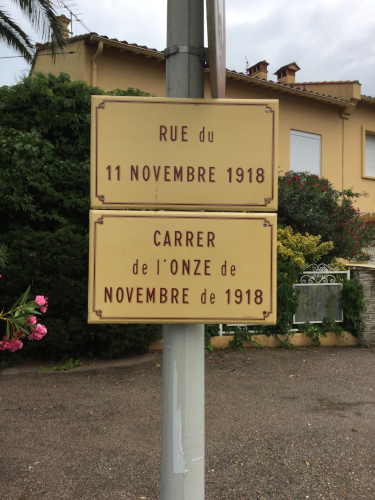 RUE du
11 NOVEMBRE 1918
CARRER
de l'ONZE de
NOVEMBRE de 1918